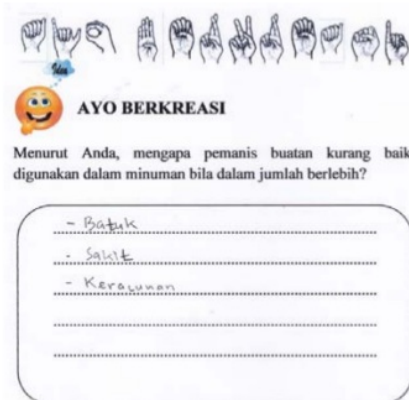 Idea
AYO BERKREASI
Menurut Anda, mengapa pemanis buatan kurang baik
digunakan dalam minuman bila dalam jumlah berlebih?
- Batuk
- Sakit
- Keracunan